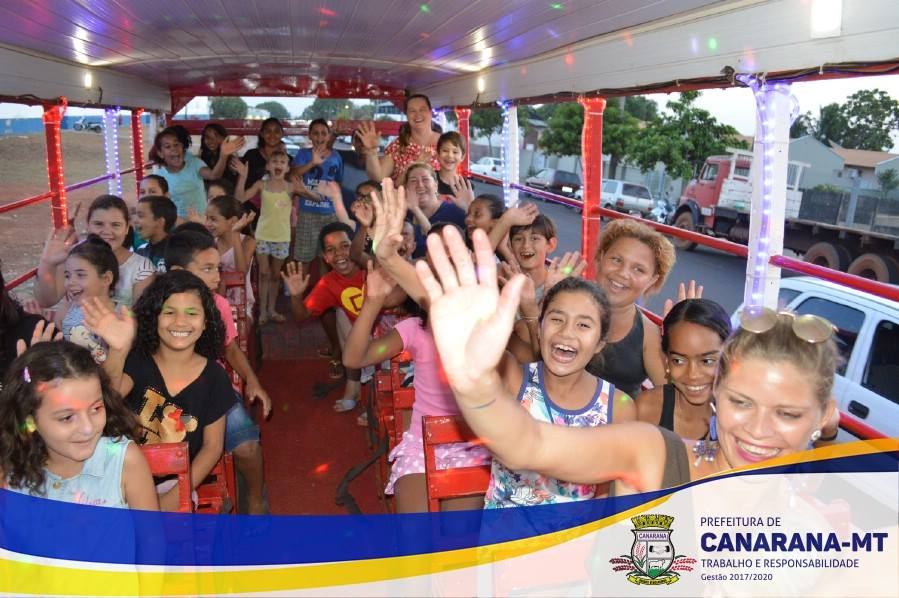 PREFEITURA DE
CANARANA-MT
TRABALHO E RESPONSABILIDADE
Gestão 2017/2020
CANARANA